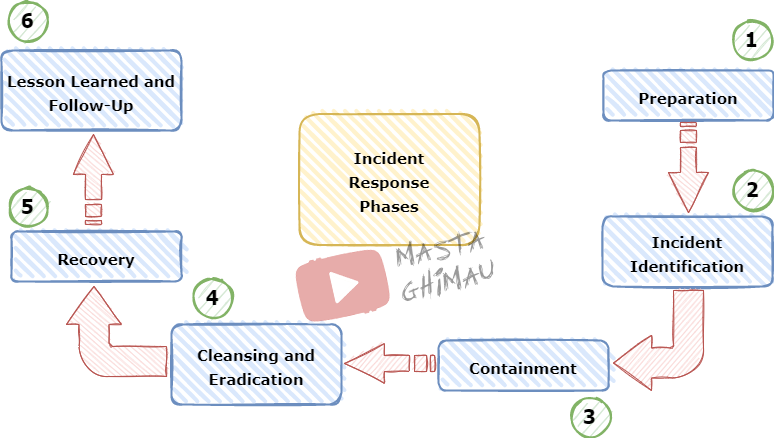 6
1
Lesson Learned and
Follow-Up
Preparation
Incident
Response
Phases
5
2
Recovery
Incident
Identification
MASTA
GHIMAU
4
Cleansing and
Eradication
Containment
3